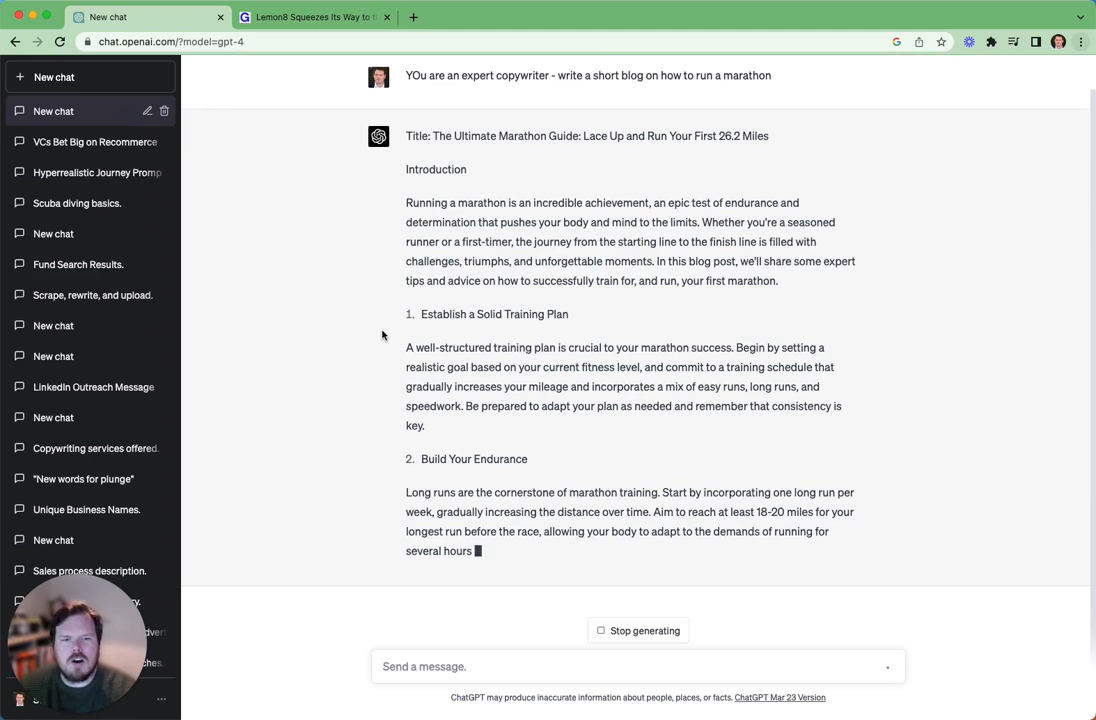 New chat
Lemon8 Squeezes Its Way to t
chat.openai.com/?model=gpt-4
New chat
New chat
VCs Bet Big on Recommerce
Hyperrealistic Journey Promp
Scuba diving basics.
New chat
Fund Search Results.
Scrape, rewrite, and upload.
New chat
New chat
LinkedIn Outreach Message
New chat
Copywriting services offered.
"New words for plunge"
Unique Business Names.
New chat
Sales process description.
YOu are an expert copywriter - write a short blog on how to run a marathon
Title: The Ultimate Marathon Guide: Lace Up and Run Your First 26.2 Miles
Introduction
Running a marathon is an incredible achievement, an epic test of endurance and
determination that pushes your body and mind to the limits. Whether you're a seasoned
runner or a first-timer, the journey from the starting line to the finish line is filled with
challenges, triumphs, and unforgettable moments. In this blog post, we'll share some expert
tips and advice on how to successfully train for, and run, your first marathon.
1. Establish a Solid Training Plan
A well-structured training plan is crucial to your marathon success. Begin by setting a
realistic goal based on your current fitness level, and commit to a training schedule that
gradually increases your mileage and incorporates a mix of easy runs, long runs, and
speedwork. Be prepared to adapt your plan as needed and remember that consistency is
key.
2. Build Your Endurance
Long runs are the cornerstone of marathon training. Start by incorporating one long run per
week, gradually increasing the distance over time. Aim to reach at least 18-20 miles for your
longest run before the race, allowing your body to adapt to the demands of running for
several hours
Stop generating
Send a message.
ChatGPT may produce inaccurate information about people, places, or facts. ChatGPT Mar 23 Version